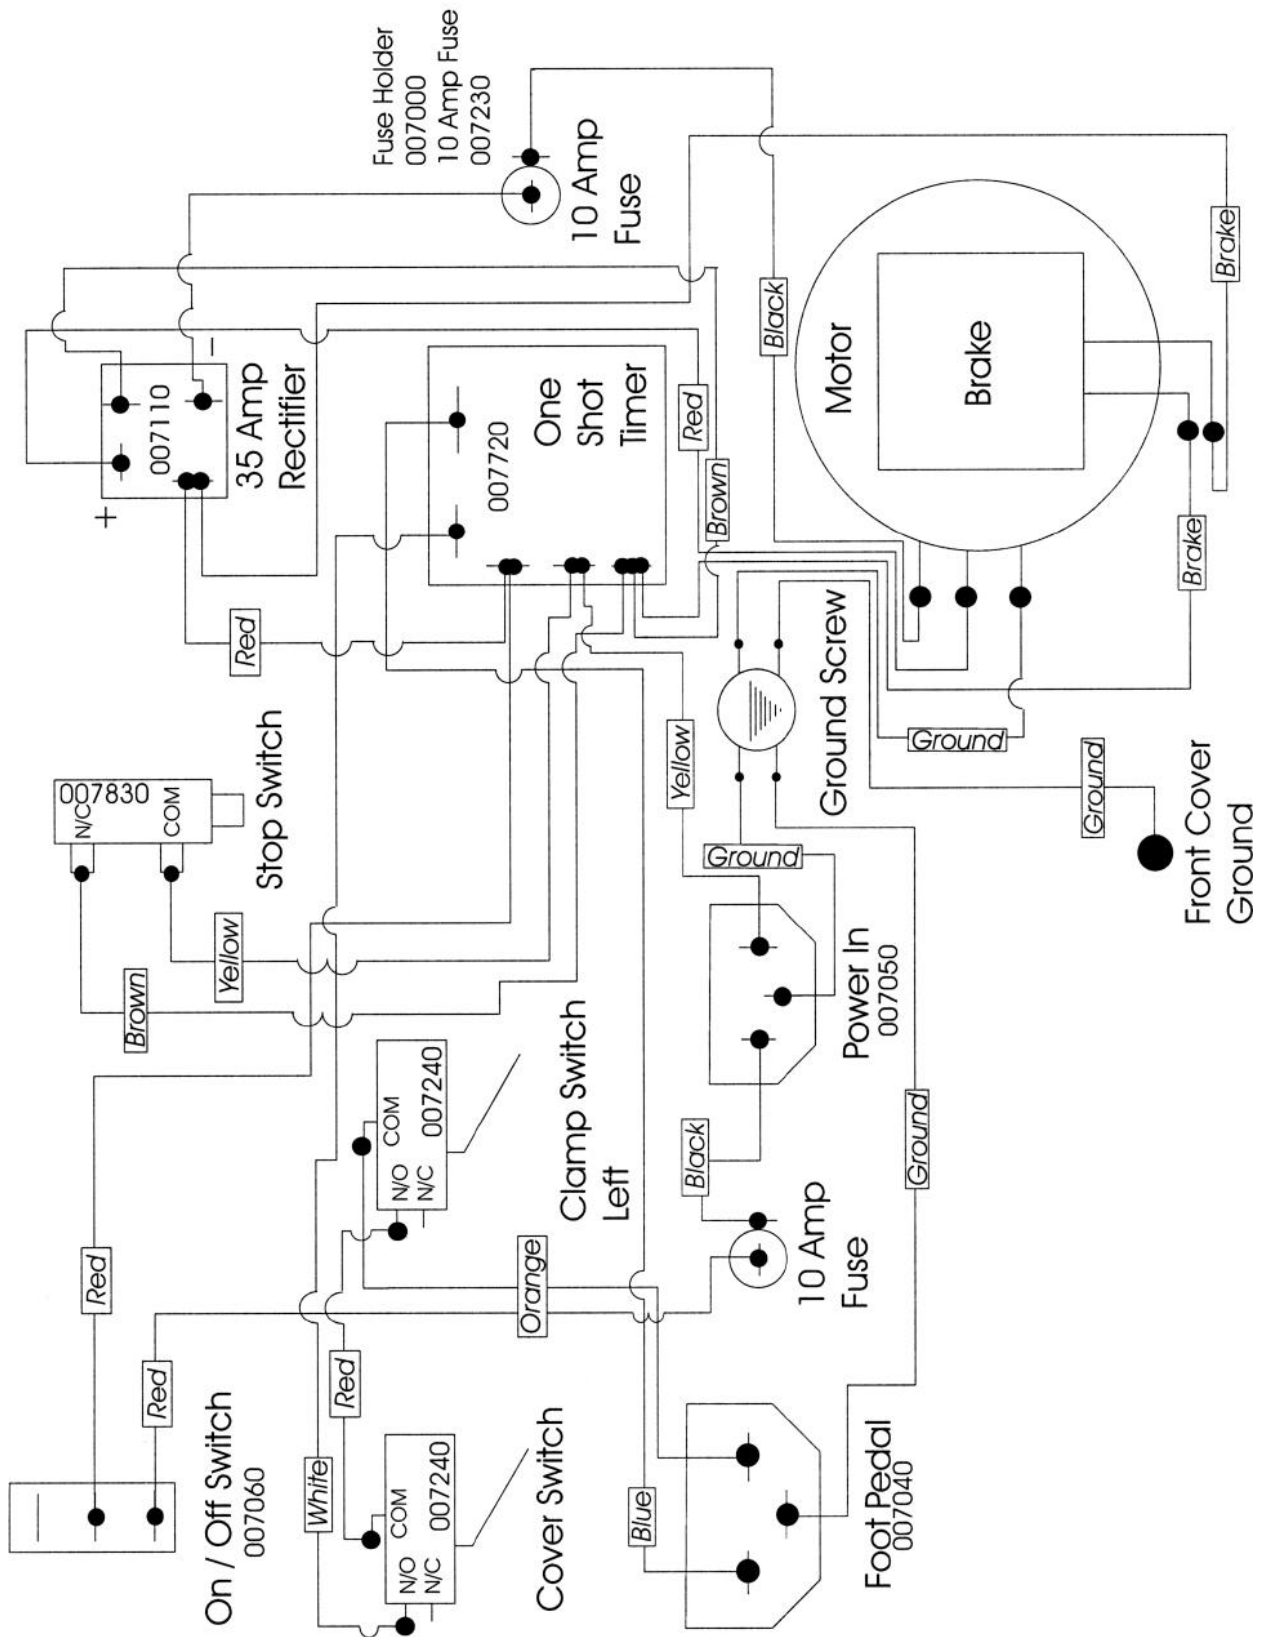 On / Off Switch
007060
Red
Red
White
N/O
COM
N/C
007240
Cover Switch
Red
Blue
Foot Pedal
007040
Orange
Brown
Yellow
007830
N/C
COM
Stop Switch
N/O
COM
N/C
007240
Clamp Switch
Left
10 Amp
Fuse
Black
Power In
007050
Ground
Ground
Yellow
Ground Screw
Ground
Ground
Front Cover
Ground
Red
+
-
007110
35 Amp
Rectifier
007720
One
Shot
Timer
Red
Brown
Fuse Holder
007000
10 Amp Fuse
007230
10 Amp
Fuse
Black
Motor
Brake
Brake
Brake